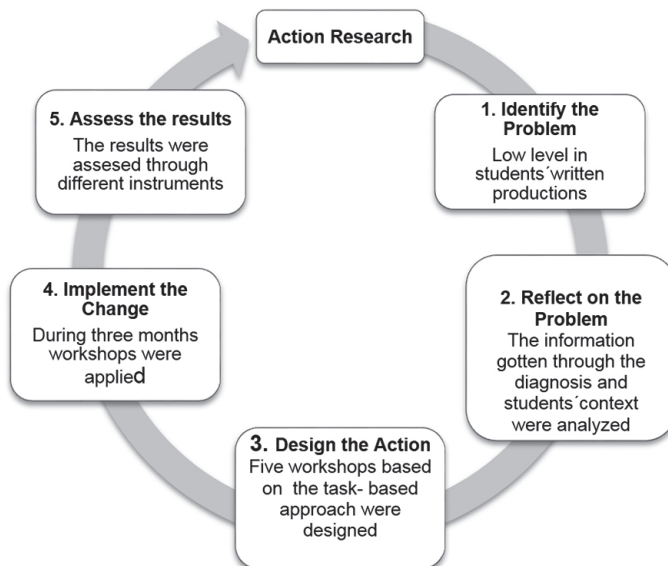 Action Research
1. Identify the
Problem
Low level in
students´written
productions
2. Reflect on the
Problem
The information
gotten through the
diagnosis and
students´context
were analyzed
3. Design the Action
Five workshops based
on the task- based
approach were
designed
4. Implement the
Change
During three months
workshops were
applied
5. Assess the results
The results were
assesed through
different instruments